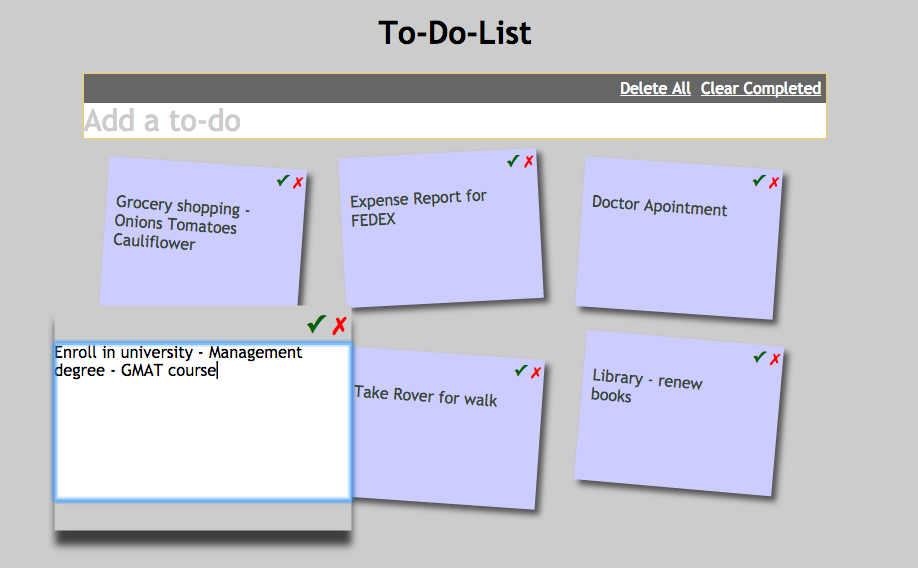 To-Do-List
Delete All Clear Completed
Add a to-do
✔ ✗
Grocery shopping -
Onions Tomatoes
Cauliflower
✔ ✗
Expense Report for
FEDEX
✔ ✗
Doctor Apointment
✔ ✗
Enroll in university - Management
degree - GMAT course
✔ ✗
Take Rover for walk
✔ ✗
Library - renew
books